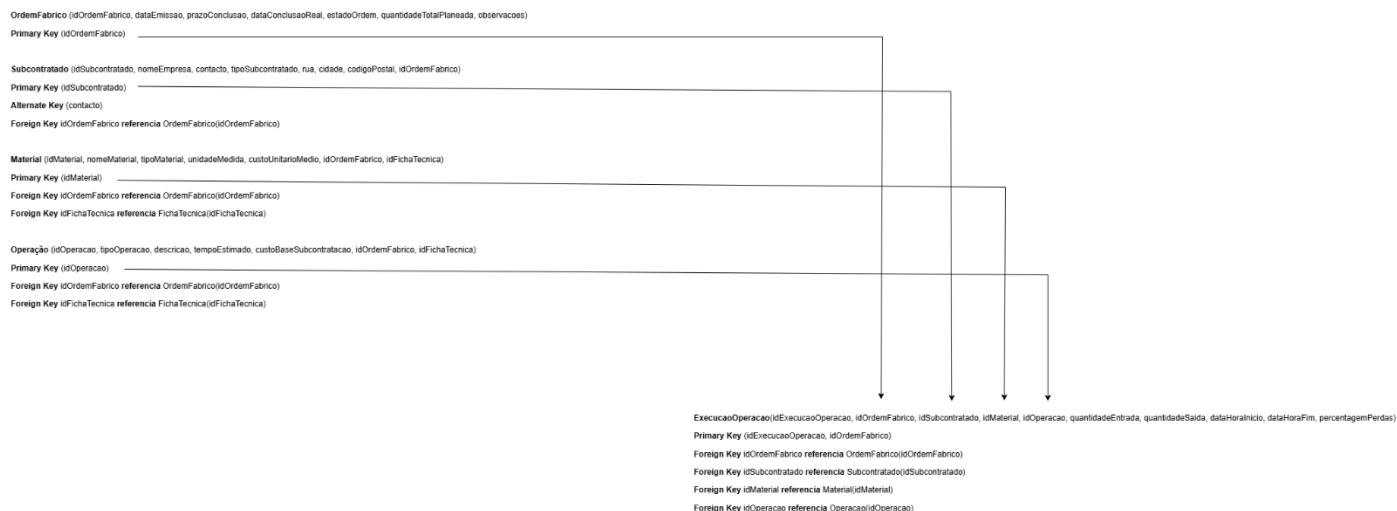 OrdemFabrico (idOrdemFabrico, dataEmissao, prazoConclusao, dataConclusaoReal, estadoOrdem, quantidadeTotalPlaneada, observacoes)
Primary Key (idOrdemFabrico)
Subcontratado (idSubcontratado, nomeEmpresa, contacto, tipoSubcontratado, rua, cidade, codigoPostal, idOrdemFabrico)
Primary Key (idSubcontratado)
Alternate Key (contacto)
Foreign Key idOrdemFabrico referencia OrdemFabrico(idOrdemFabrico)
Material (idMaterial, nomeMaterial, tipoMaterial, unidadeMedida, custoUnitarioMedio, idOrdemFabrico, idFichaTecnica)
Primary Key (idMaterial)
Foreign Key idOrdemFabrico referencia OrdemFabrico(idOrdemFabrico)
Foreign Key idFichaTecnica referencia FichaTecnica(idFichaTecnica)
Operação (idOperacao, tipoOperacao, descricao, tempoEstimado, custoBaseSubcontratacao, idOrdemFabrico, idFichaTecnica)
Primary Key (idOperacao)
Foreign Key idOrdemFabrico referencia OrdemFabrico(idOrdemFabrico)
Foreign Key idFichaTecnica referencia FichaTecnica(idFichaTecnica)
ExecucaoOperacao(idExecucaoOperacao, idOrdemFabrico, idSubcontratado, idMaterial, idOperacao, quantidadeEntrada, quantidadeSaida, dataHoraInicio, dataHoraFim, percentagemPerdas)
Primary Key (idExecucaoOperacao, idOrdemFabrico)
Foreign Key idOrdemFabrico referencia OrdemFabrico(idOrdemFabrico)
Foreign Key idSubcontratado referencia Subcontratado(idSubcontratado)
Foreign Key idMaterial referencia Material(idMaterial)
Foreign Key idOperacao referencia Operacao(idOperacao)